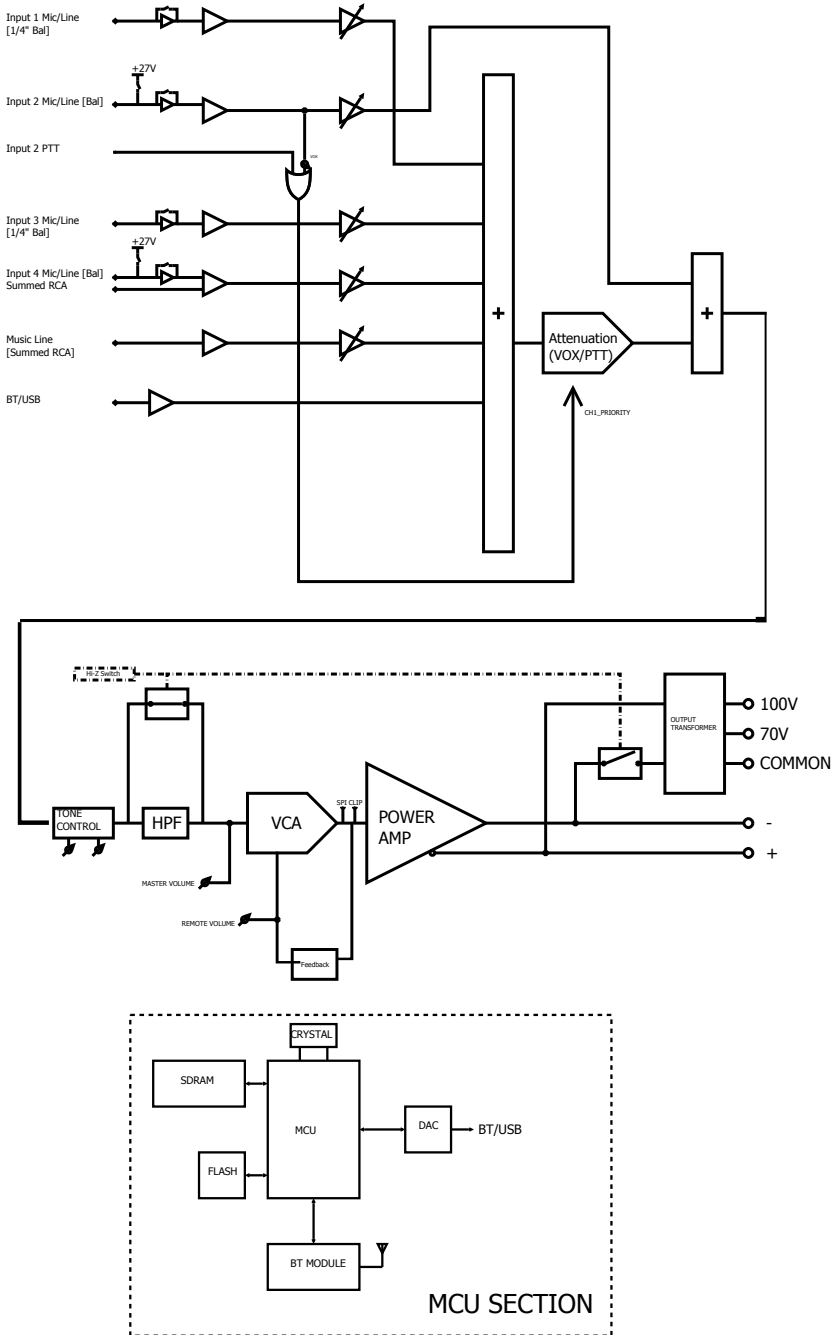 Input 1 Mic/Line
[1/4" Bal]
+27V
Input 2 Mic/Line [Bal]
Input 2 PTT
VOX
Input 3 Mic/Line
[1/4" Bal]
+27V
Input 4 Mic/Line [Bal]
Summed RCA
+
+
Attenuation
(VOX/PTT)
Music Line
[Summed RCA]
BT/USB
CH1_PRIORITY
Hi-Z Switch
OUTPUT
TRANSFORMER
100V
70V
COMMON
TONE
CONTROL
HPF
VCA
SPI CLIP
POWER
AMP
-
+
MASTER VOLUME
REMOTE VOLUME
Feedback
CRYSTAL
SDRAM
MCU
DAC
BT/USB
FLASH
BT MODULE
MCU SECTION